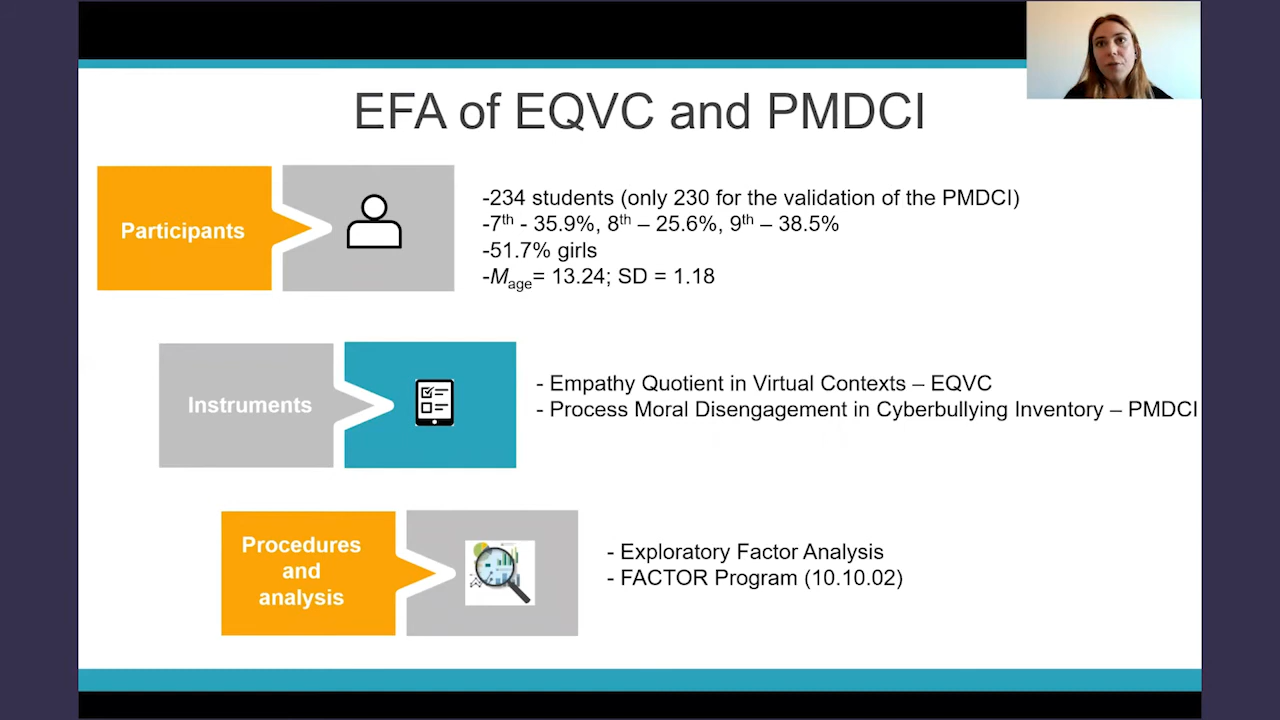 EFA of EQVC and PMDCI
Participants
-234 students (only 230 for the validation of the PMDCI)
-7th - 35.9%, 8th – 25.6%, 9th – 38.5%
-51.7% girls
-Mage= 13.24; SD = 1.18
Instruments
- Empathy Quotient in Virtual Contexts – EQVC
- Process Moral Disengagement in Cyberbullying Inventory – PMDCI
Procedures
and
analysis
- Exploratory Factor Analysis
- FACTOR Program (10.10.02)